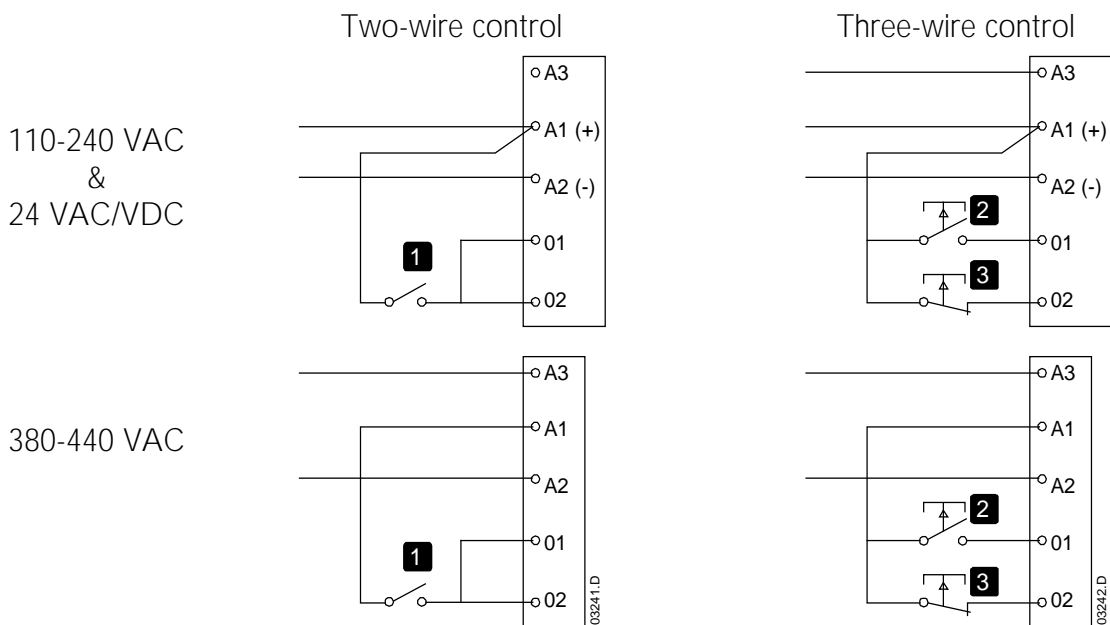 Two-wire control
Three-wire control
110-240 VAC
&
24 VAC/VDC
A3
A1 (+)
A2 (-)
1
01
02
A3
A1 (+)
A2 (-)
2
01
3
02
380-440 VAC
A3
A1
A2
1
01
02
03241.D
A3
A1
A2
2
01
3
02
03242.D